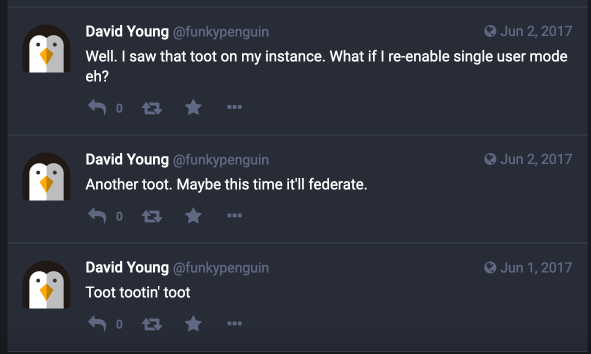 David Young @funkypenguin Jun 2, 2017
Well. I saw that toot on my instance. What if I re-enable single user mode
eh?
0
David Young @funkypenguin Jun 2, 2017
Another toot. Maybe this time it'll federate.
0
David Young @funkypenguin Jun 1, 2017
Toot tootin' toot
0